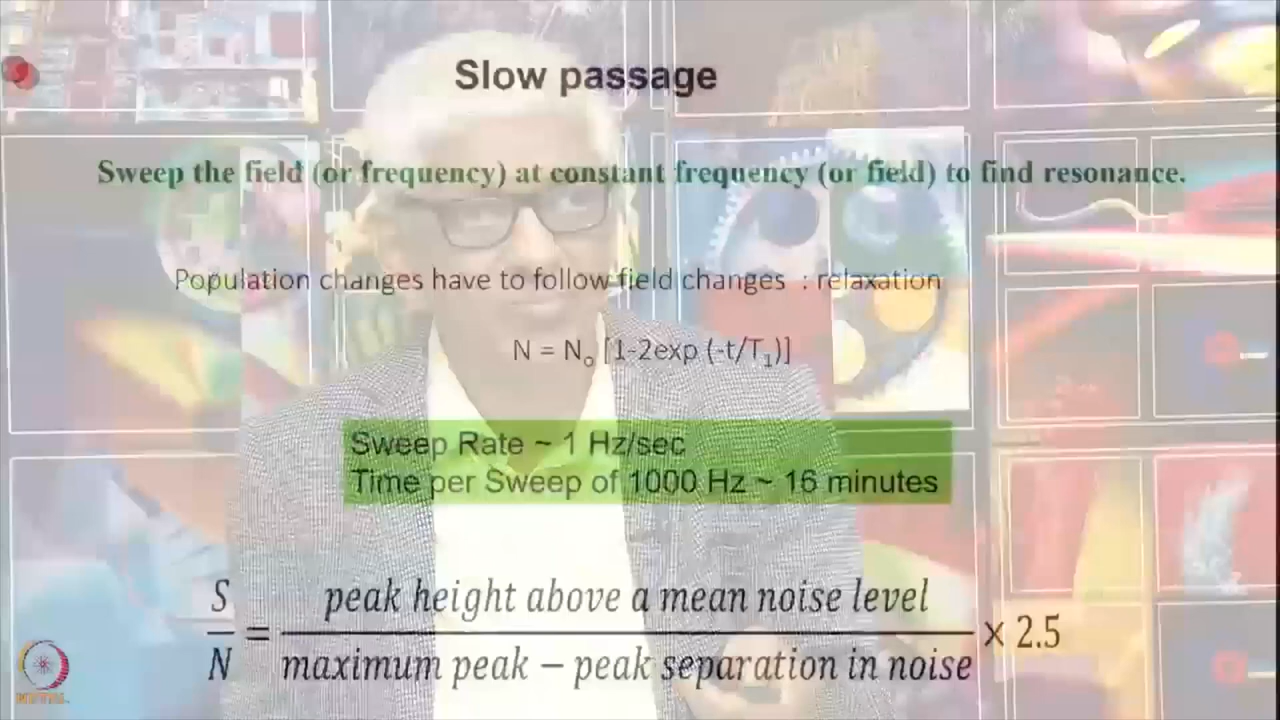 Slow passage
Sweep the field (or frequency) at constant frequency (or field) to find resonance.
Population changes have to follow field changes : relaxation
N = Nₒ [1-2exp (-t/T₁)]
Sweep Rate ~ 1 Hz/sec
Time per Sweep of 1000 Hz ~ 16 minutes
S/N = peak height above a mean noise level / maximum peak − peak separation in noise × 2.5
NPTEL